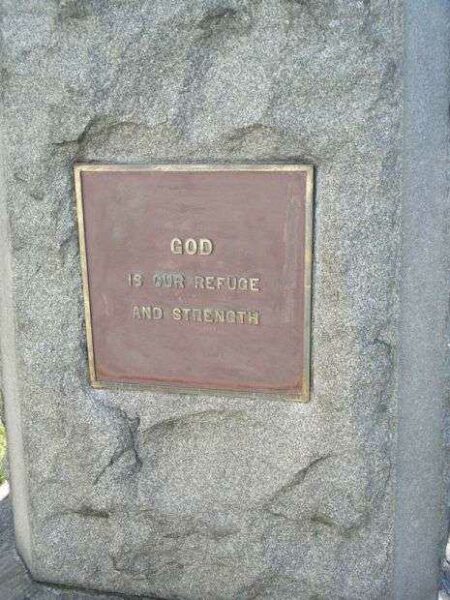 GOD
IS OUR REFUGE
AND STRENGTH